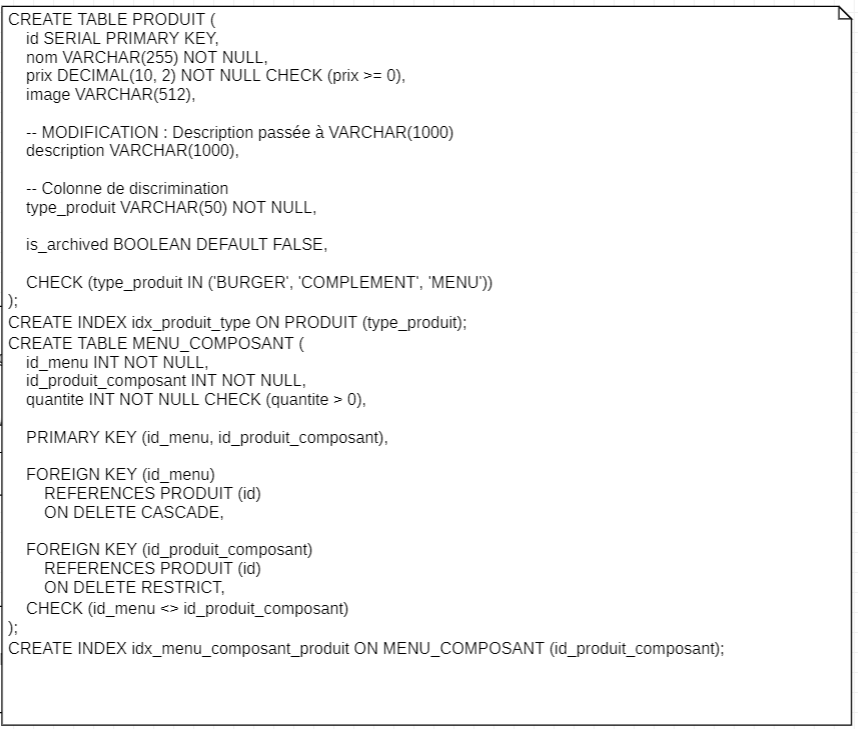 CREATE TABLE PRODUIT (
id SERIAL PRIMARY KEY,
nom VARCHAR(255) NOT NULL,
prix DECIMAL(10, 2) NOT NULL CHECK (prix >= 0),
image VARCHAR(512),
-- MODIFICATION : Description passée à VARCHAR(1000)
description VARCHAR(1000),
-- Colonne de discrimination
type_produit VARCHAR(50) NOT NULL,
is_archived BOOLEAN DEFAULT FALSE,
CHECK (type_produit IN ('BURGER', 'COMPLEMENT', 'MENU'))
);
CREATE INDEX idx_produit_type ON PRODUIT (type_produit);
CREATE TABLE MENU_COMPOSANT (
id_menu INT NOT NULL,
id_produit_composant INT NOT NULL,
quantite INT NOT NULL CHECK (quantite > 0),
PRIMARY KEY (id_menu, id_produit_composant),
FOREIGN KEY (id_menu)
REFERENCES PRODUIT (id)
ON DELETE CASCADE,
FOREIGN KEY (id_produit_composant)
REFERENCES PRODUIT (id)
ON DELETE RESTRICT,
CHECK (id_menu <> id_produit_composant)
);
CREATE INDEX idx_menu_composant_produit ON MENU_COMPOSANT (id_produit_composant);